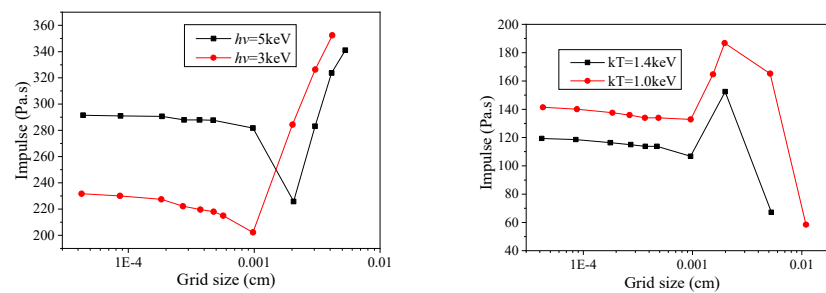 360
340
320
300
280
260
240
220
200
Impulse (Pa.s)
hν=5keV
hν=3keV
1E-4
0.001
0.01
Grid size (cm)
200
180
160
140
120
100
80
60
40
Impulse (Pa.s)
kT=1.4keV
kT=1.0keV
1E-4
0.001
0.01
Grid size (cm)